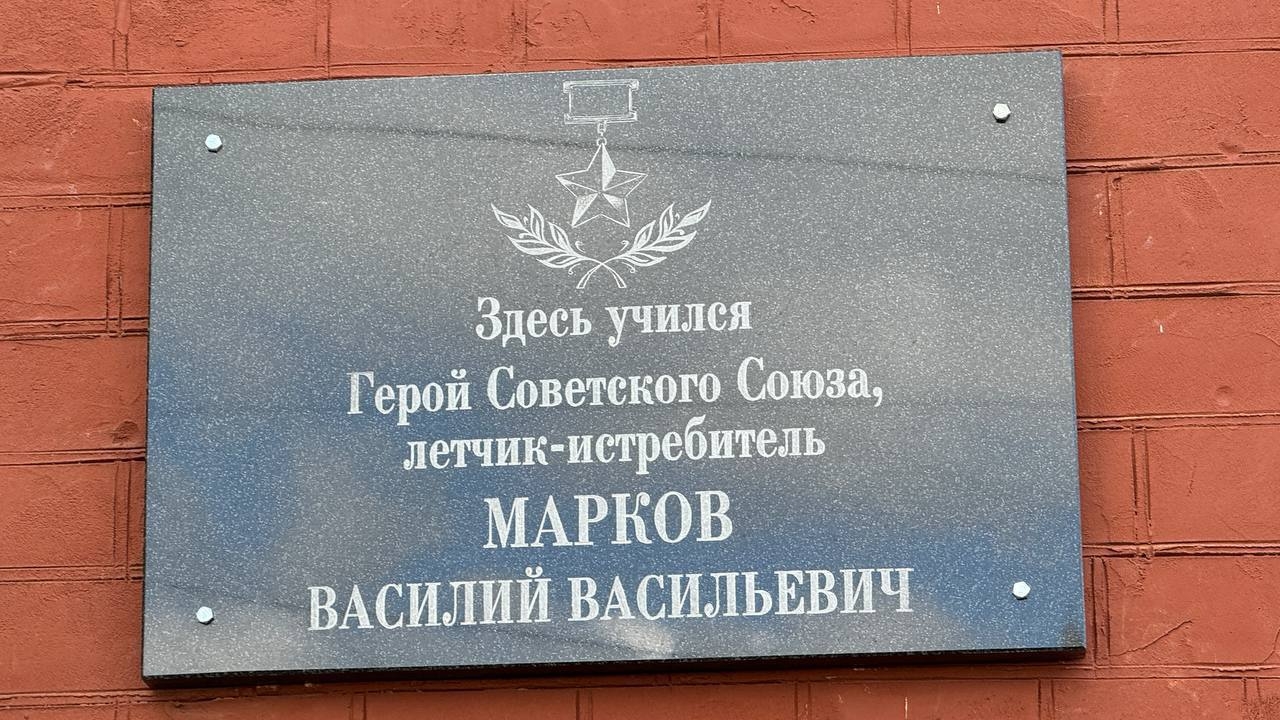 Здесь учился
Герой Советского Союза,
летчик-истребитель
МАРКОВ
ВАСИЛИЙ ВАСИЛЬЕВИЧ